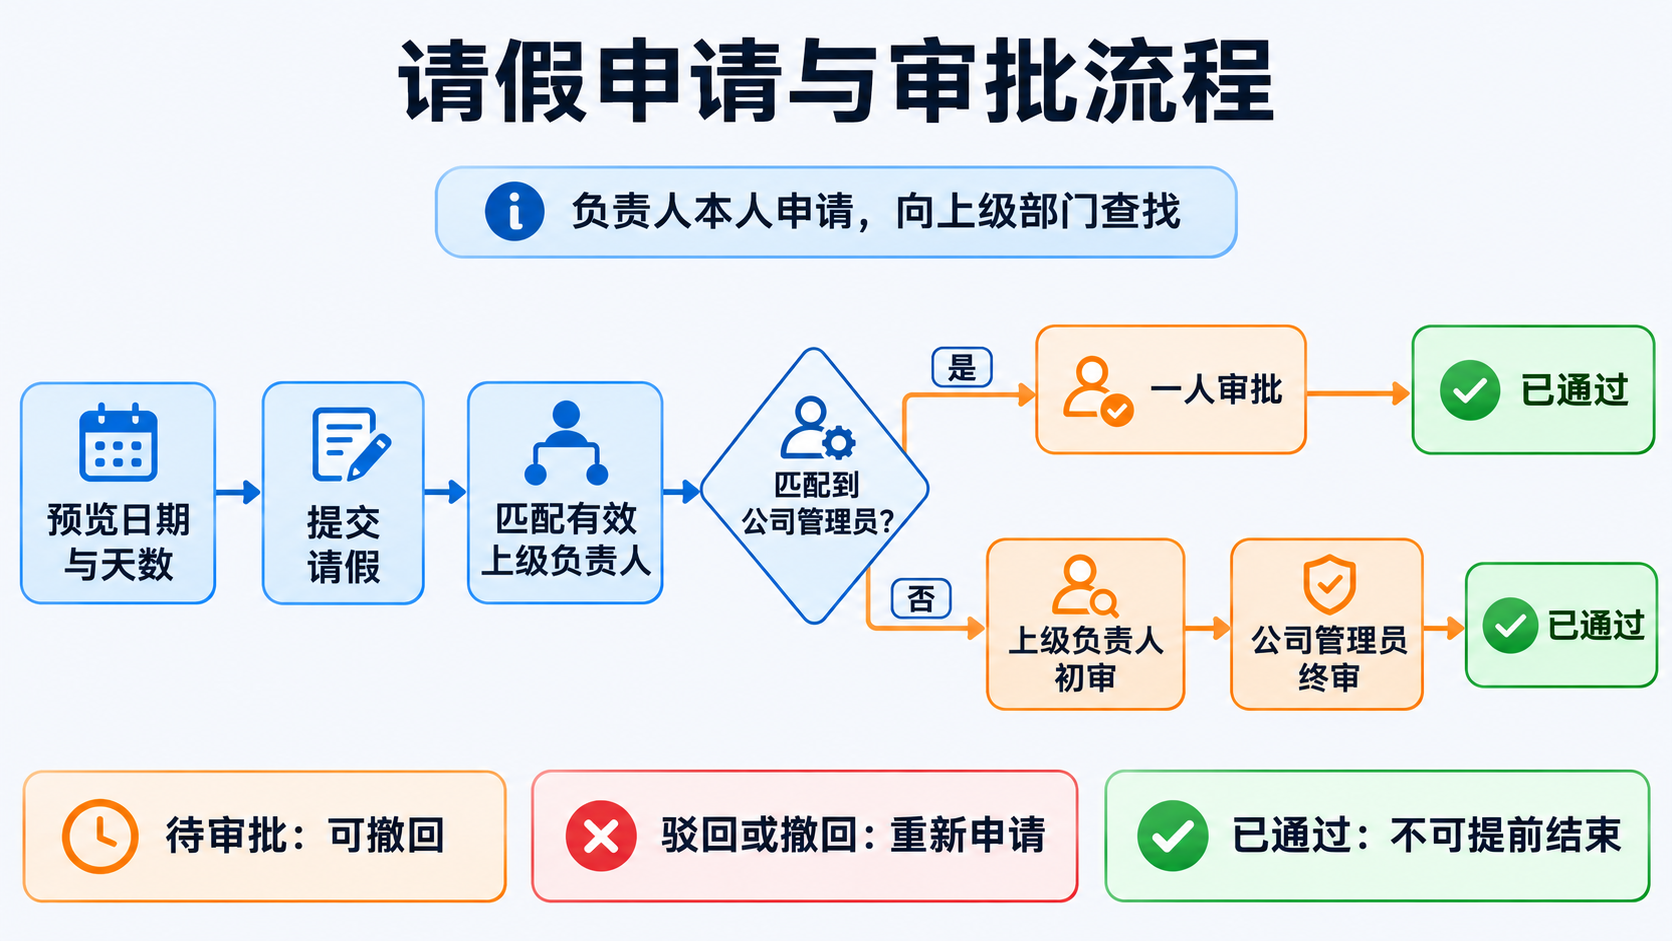 请假申请与审批流程
负责人本人申请，向上级部门查找
预览日期
与天数
提交
请假
匹配有效
上级负责人
匹配到
公司管理员？
是
一人审批
已通过
否
上级负责人
初审
公司管理员
终审
已通过
待审批：可撤回
驳回或撤回：重新申请
已通过：不可提前结束